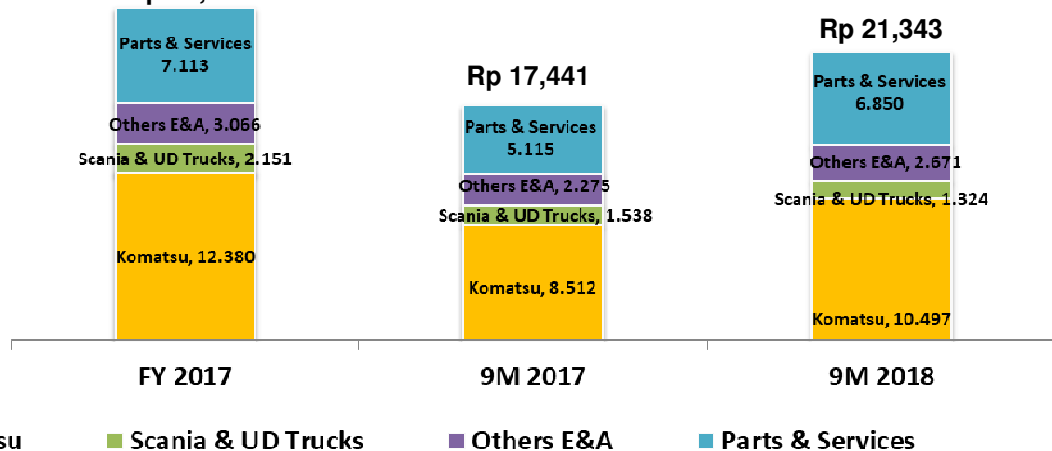 Parts & Services
7.113
Others E&A, 3.066
Scania & UD Trucks, 2.151
Komatsu, 12.380
Rp 17,441
Parts & Services
5.115
Others E&A, 2.275
Scania & UD Trucks, 1.538
Komatsu, 8.512
Rp 21,343
Parts & Services
6.850
Others E&A, 2.671
Scania & UD Trucks, 1.324
Komatsu, 10.497
FY 2017
9M 2017
9M 2018
su
Scania & UD Trucks
Others E&A
Parts & Services